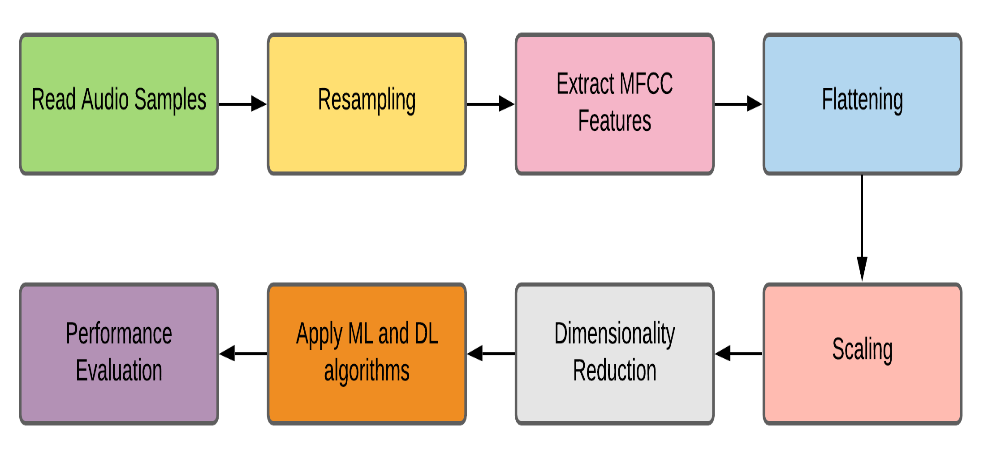 Read Audio Samples
Resampling
Extract MFCC
Features
Flattening
Scaling
Dimensionality
Reduction
Apply ML and DL
algorithms
Performance
Evaluation